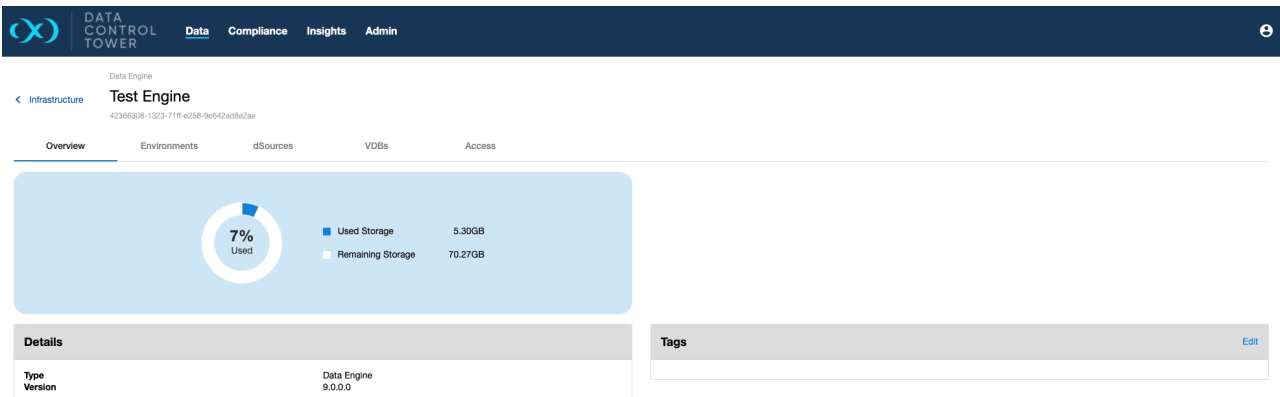 DATA
CONTROL
TOWER
Data Compliance Insights Admin
Data Engine
Infrastructure
Test Engine
42366308-1323-71ff-e258-9c642ad8a2ae
Overview Environments dSources VDBs Access
7%
Used
Used Storage 5.30GB
Remaining Storage 70.27GB
Details
Type Data Engine
Version 9.0.0.0
Tags Edit